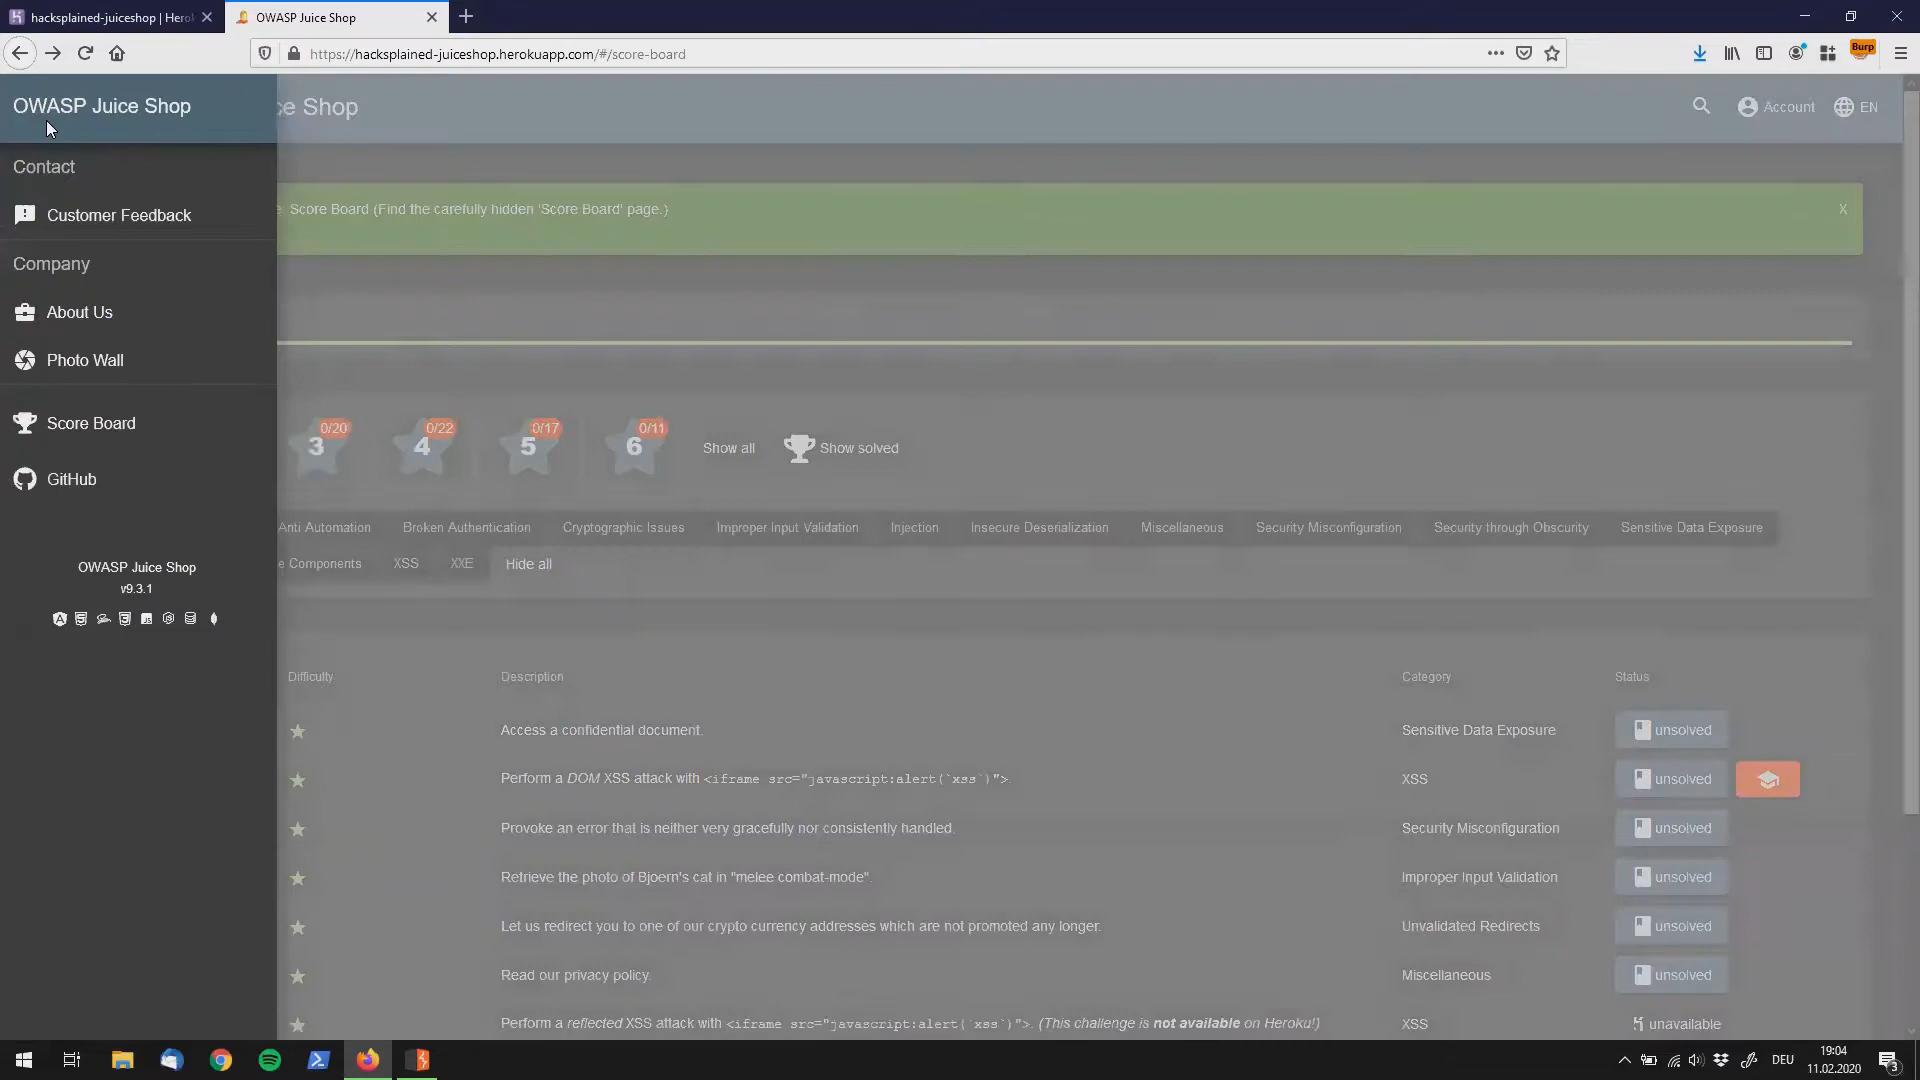 hacksplained-juiceshop | Hero
OWASP Juice Shop
Burp
https://hacksplained-juiceshop.herokuapp.com/#/score-board
OWASP Juice Shop
ce Shop
Account
EN
Contact
Customer Feedback
Company
About Us
Photo Wall
Score Board
GitHub
OWASP Juice Shop
v9.3.1
e: Score Board (Find the carefully hidden 'Score Board' page.)
X
3 0/20
4 0/22
5 0/17
6 0/11
Show all
Show solved
Anti Automation Broken Authentication Cryptographic Issues Improper Input Validation Injection Insecure Deserialization Miscellaneous Security Misconfiguration Security through Obscurity Sensitive Data Exposure
e Components XSS XXE Hide all
Difficulty Description Category Status
Access a confidential document. Sensitive Data Exposure unsolved
Perform a DOM XSS attack with <iframe src="javascript:alert(`xss`)">. XSS unsolved
Provoke an error that is neither very gracefully nor consistently handled. Security Misconfiguration unsolved
Retrieve the photo of Bjoern's cat in "melee combat-mode". Improper Input Validation unsolved
Let us redirect you to one of our crypto currency addresses which are not promoted any longer. Unvalidated Redirects unsolved
Read our privacy policy. Miscellaneous unsolved
Perform a reflected XSS attack with <iframe src="javascript:alert(`xss`)">. (This challenge is not available on Heroku!) XSS unavailable
DEU
19:04
11.02.2020
3